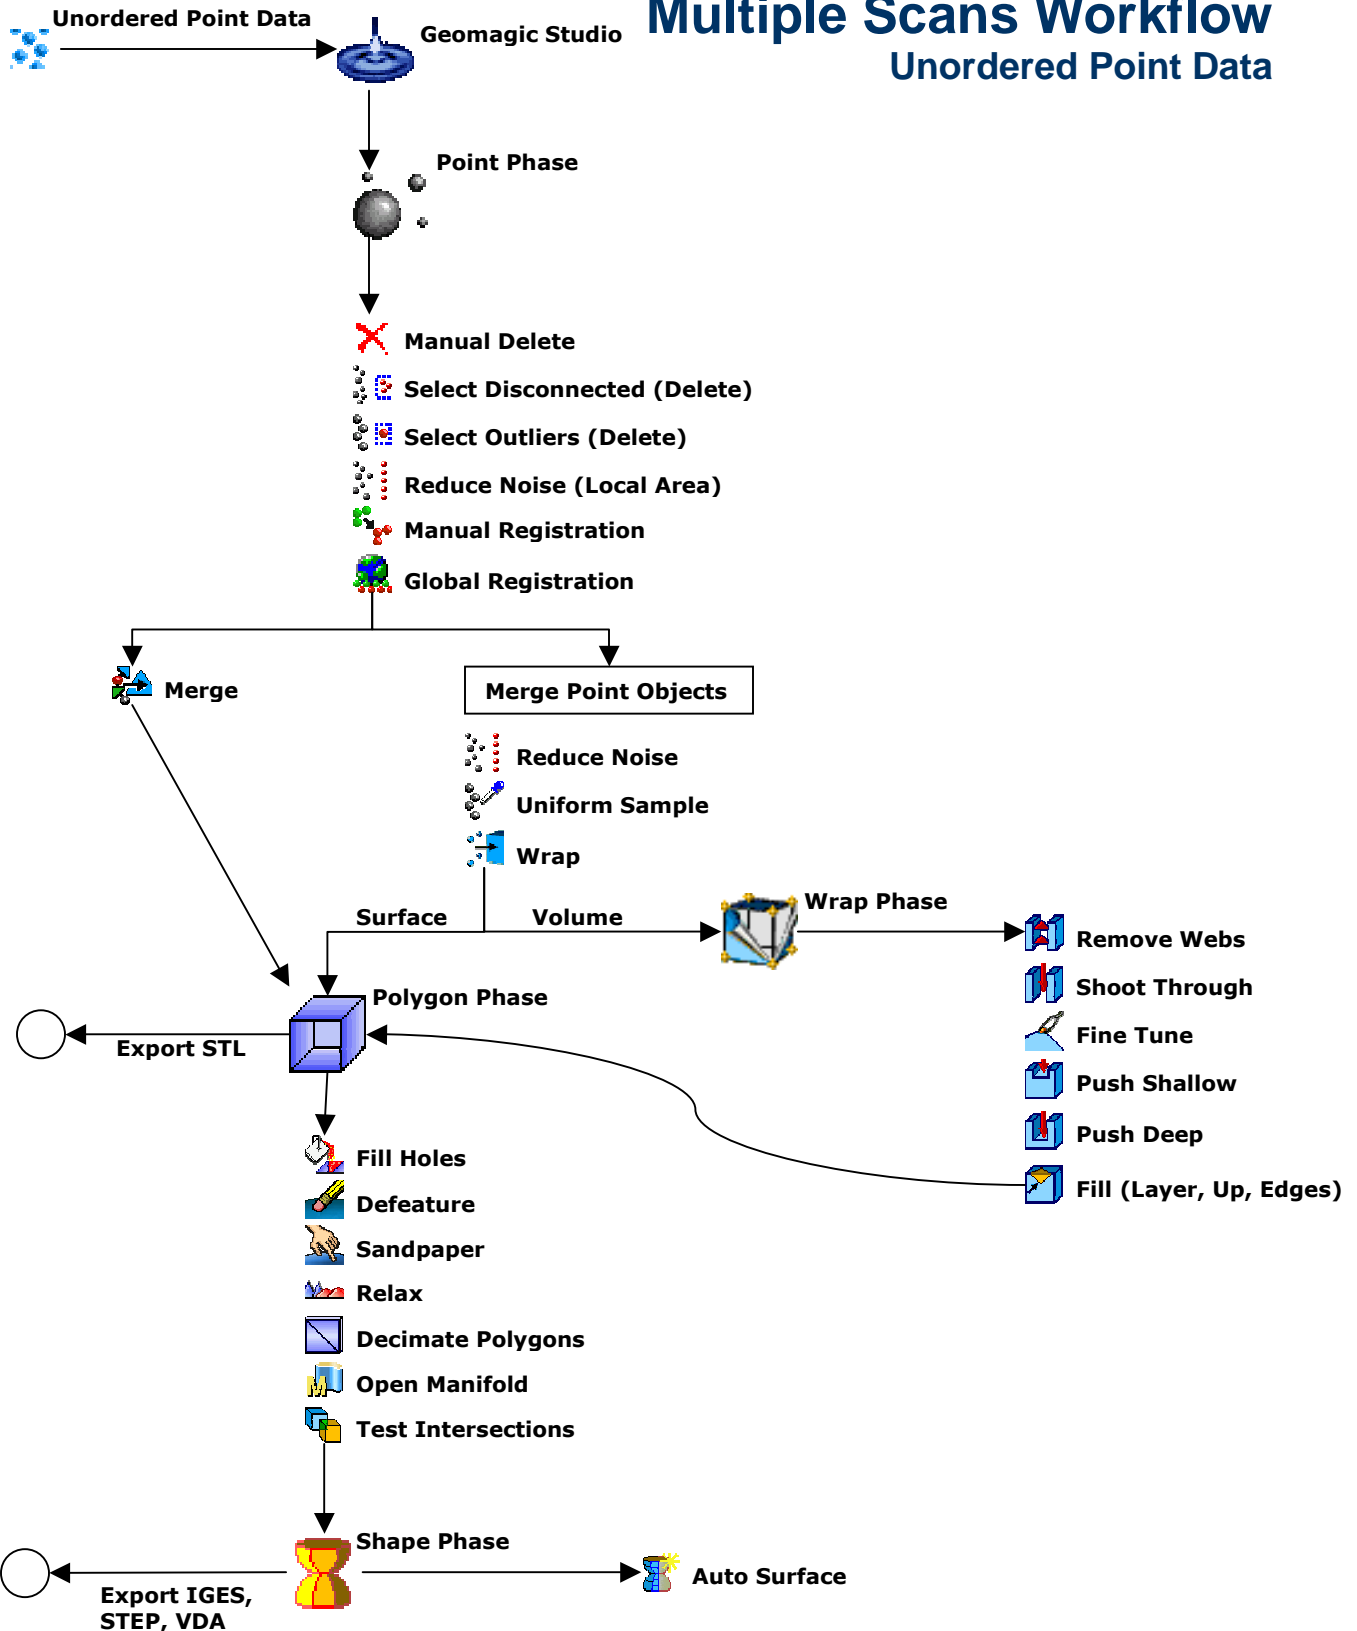 Multiple Scans Workflow
Unordered Point Data
Unordered Point Data
Geomagic Studio
Point Phase
Manual Delete
Select Disconnected (Delete)
Select Outliers (Delete)
Reduce Noise (Local Area)
Manual Registration
Global Registration
Merge
Merge Point Objects
Reduce Noise
Uniform Sample
Wrap
Surface
Volume
Wrap Phase
Remove Webs
Shoot Through
Fine Tune
Push Shallow
Push Deep
Fill (Layer, Up, Edges)
Polygon Phase
Export STL
Fill Holes
Defeature
Sandpaper
Relax
Decimate Polygons
M
Open Manifold
Test Intersections
Shape Phase
Export IGES,
STEP, VDA
Auto Surface